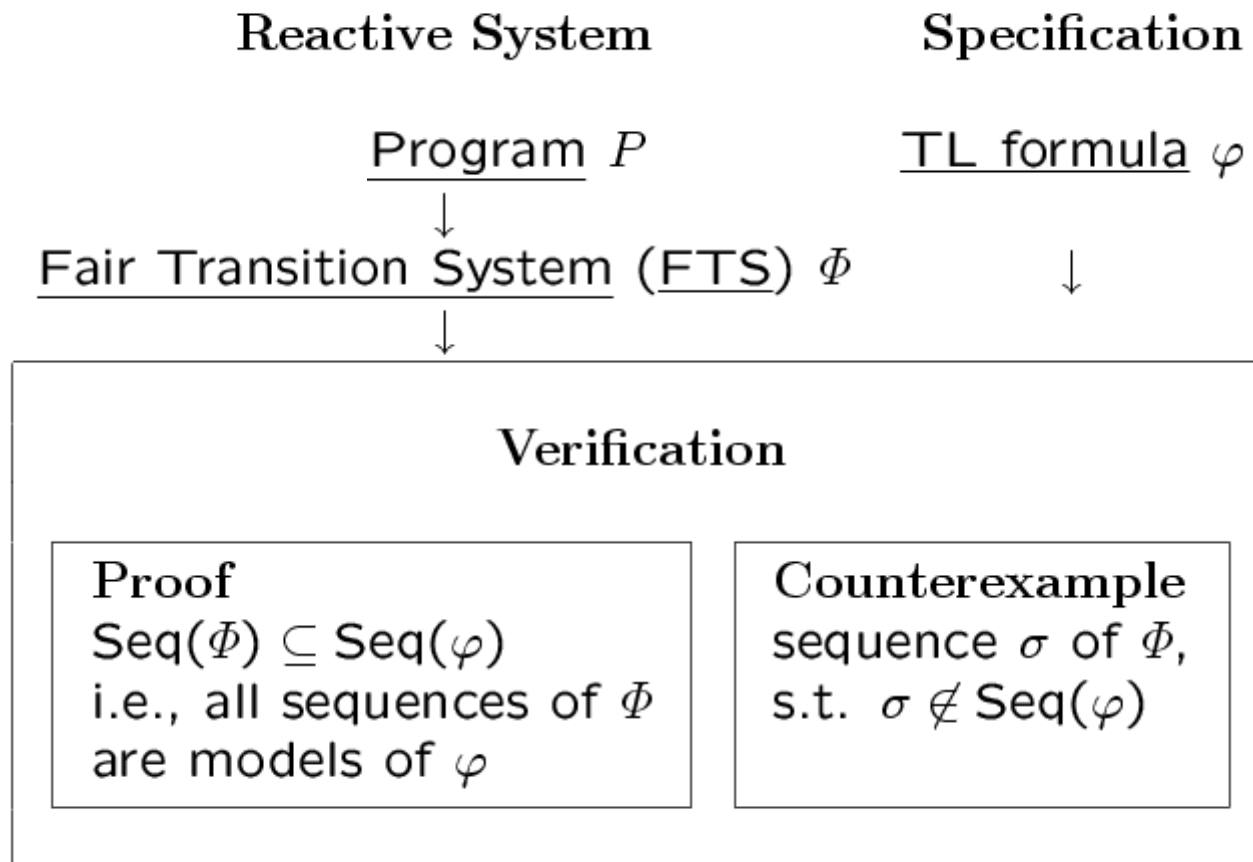 Reactive System Specification
Program P TL formula φ
↓
Fair Transition System (FTS) Φ ↓
↓
Verification
Proof
Seq(Φ) ⊆ Seq(φ)
i.e., all sequences of Φ
are models of φ
Counterexample
sequence σ of Φ,
s.t. σ ∉ Seq(φ)